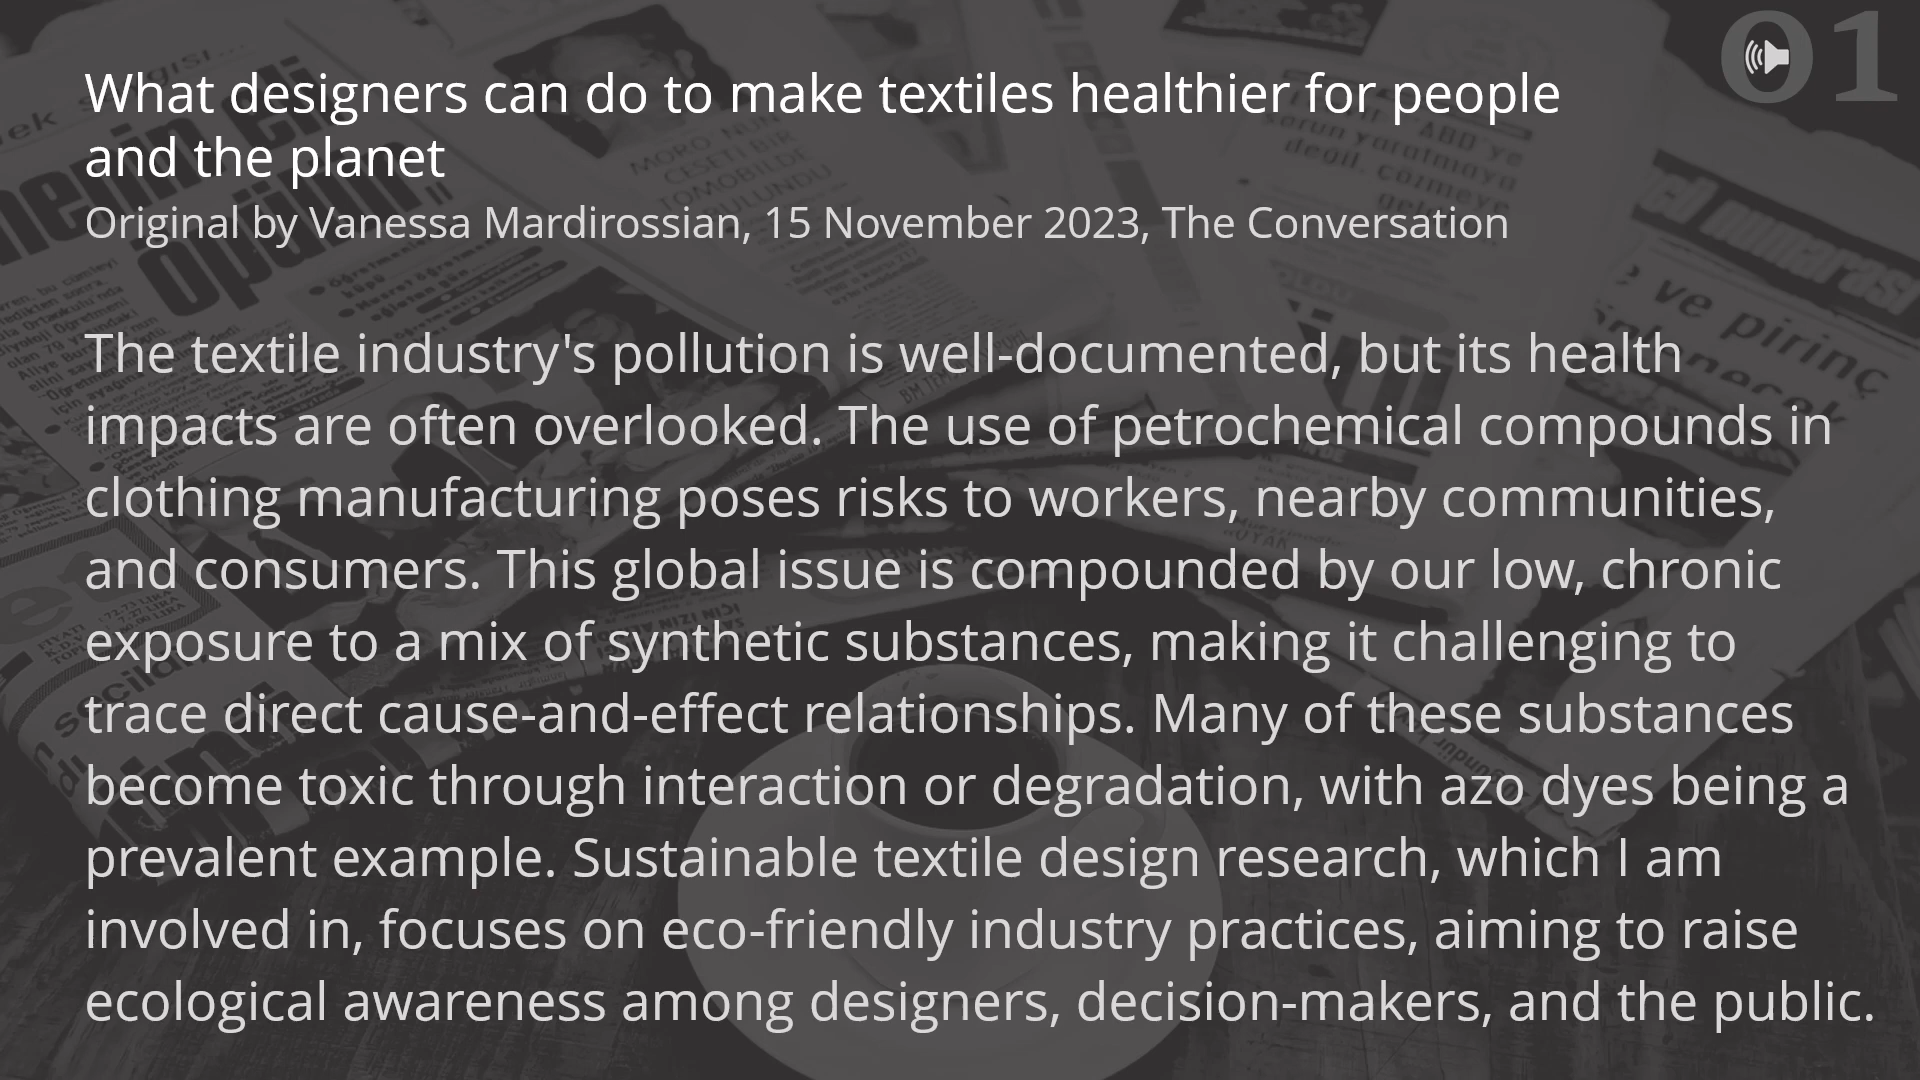 01
What designers can do to make textiles healthier for people
and the planet
Original by Vanessa Mardirossian, 15 November 2023, The Conversation
The textile industry's pollution is well-documented, but its health
impacts are often overlooked. The use of petrochemical compounds in
clothing manufacturing poses risks to workers, nearby communities,
and consumers. This global issue is compounded by our low, chronic
exposure to a mix of synthetic substances, making it challenging to
trace direct cause-and-effect relationships. Many of these substances
become toxic through interaction or degradation, with azo dyes being a
prevalent example. Sustainable textile design research, which I am
involved in, focuses on eco-friendly industry practices, aiming to raise
ecological awareness among designers, decision-makers, and the public.